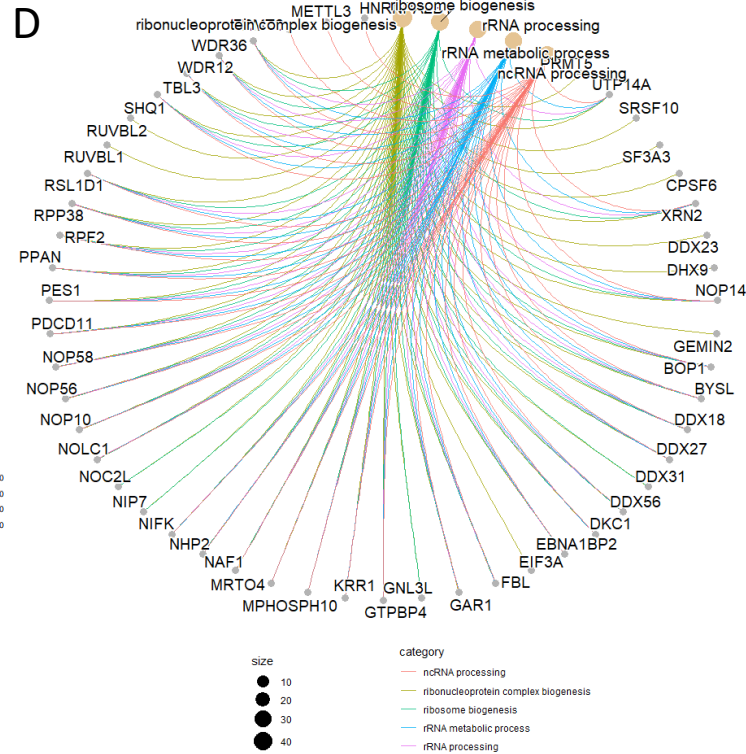 D
METTL3
ribosome biogenesis
ribonucleoprotein complex biogenesis
rRNA processing
WDR36
rRNA metabolic process
WDR12
ncRNA processing
TBL3
UTP14A
SHQ1
SRSF10
RUVBL2
RUVBL1
SF3A3
RSL1D1
CPSF6
RPP38
XRN2
RPF2
DDX23
PPAN
DHX9
PES1
NOP14
PDCD11
GEMIN2
NOP58
BOP1
NOP56
BYSL
NOP10
DDX18
NOLC1
DDX27
NOC2L
DDX31
NIP7
DDX56
NIFK
DKC1
NHP2
EBNA1BP2
NAF1
EIF3A
MRTO4
KRR1
GNL3L
FBL
MPHOSPH10
GTPBP4
GAR1
0
0
0
0
size
10
20
30
40
category
ncRNA processing
ribonucleoprotein complex biogenesis
ribosome biogenesis
rRNA metabolic process
rRNA processing